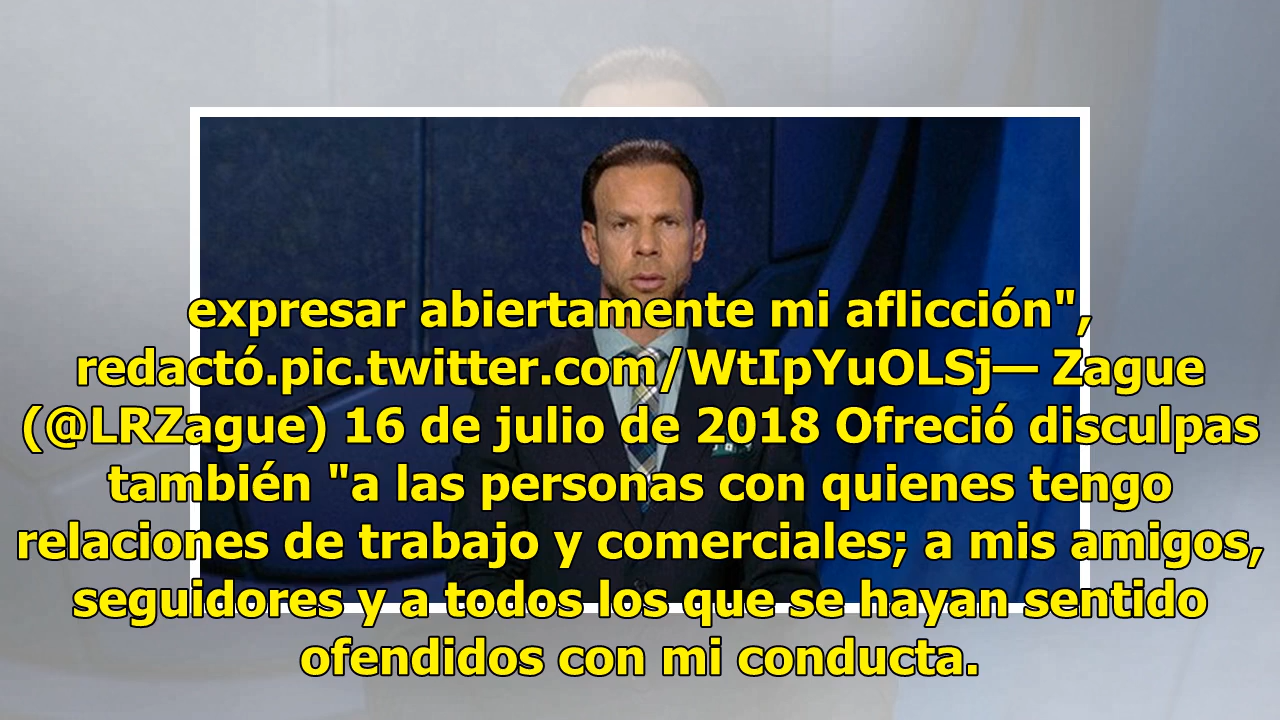 expresar abiertamente mi aflicción",
redactó.pic.twitter.com/WtIpYuOLSj— Zague
(@LRZague) 16 de julio de 2018 Ofreció disculpas
también "a las personas con quienes tengo
relaciones de trabajo y comerciales; a mis amigos,
seguidores y a todos los que se hayan sentido
ofendidos con mi conducta.